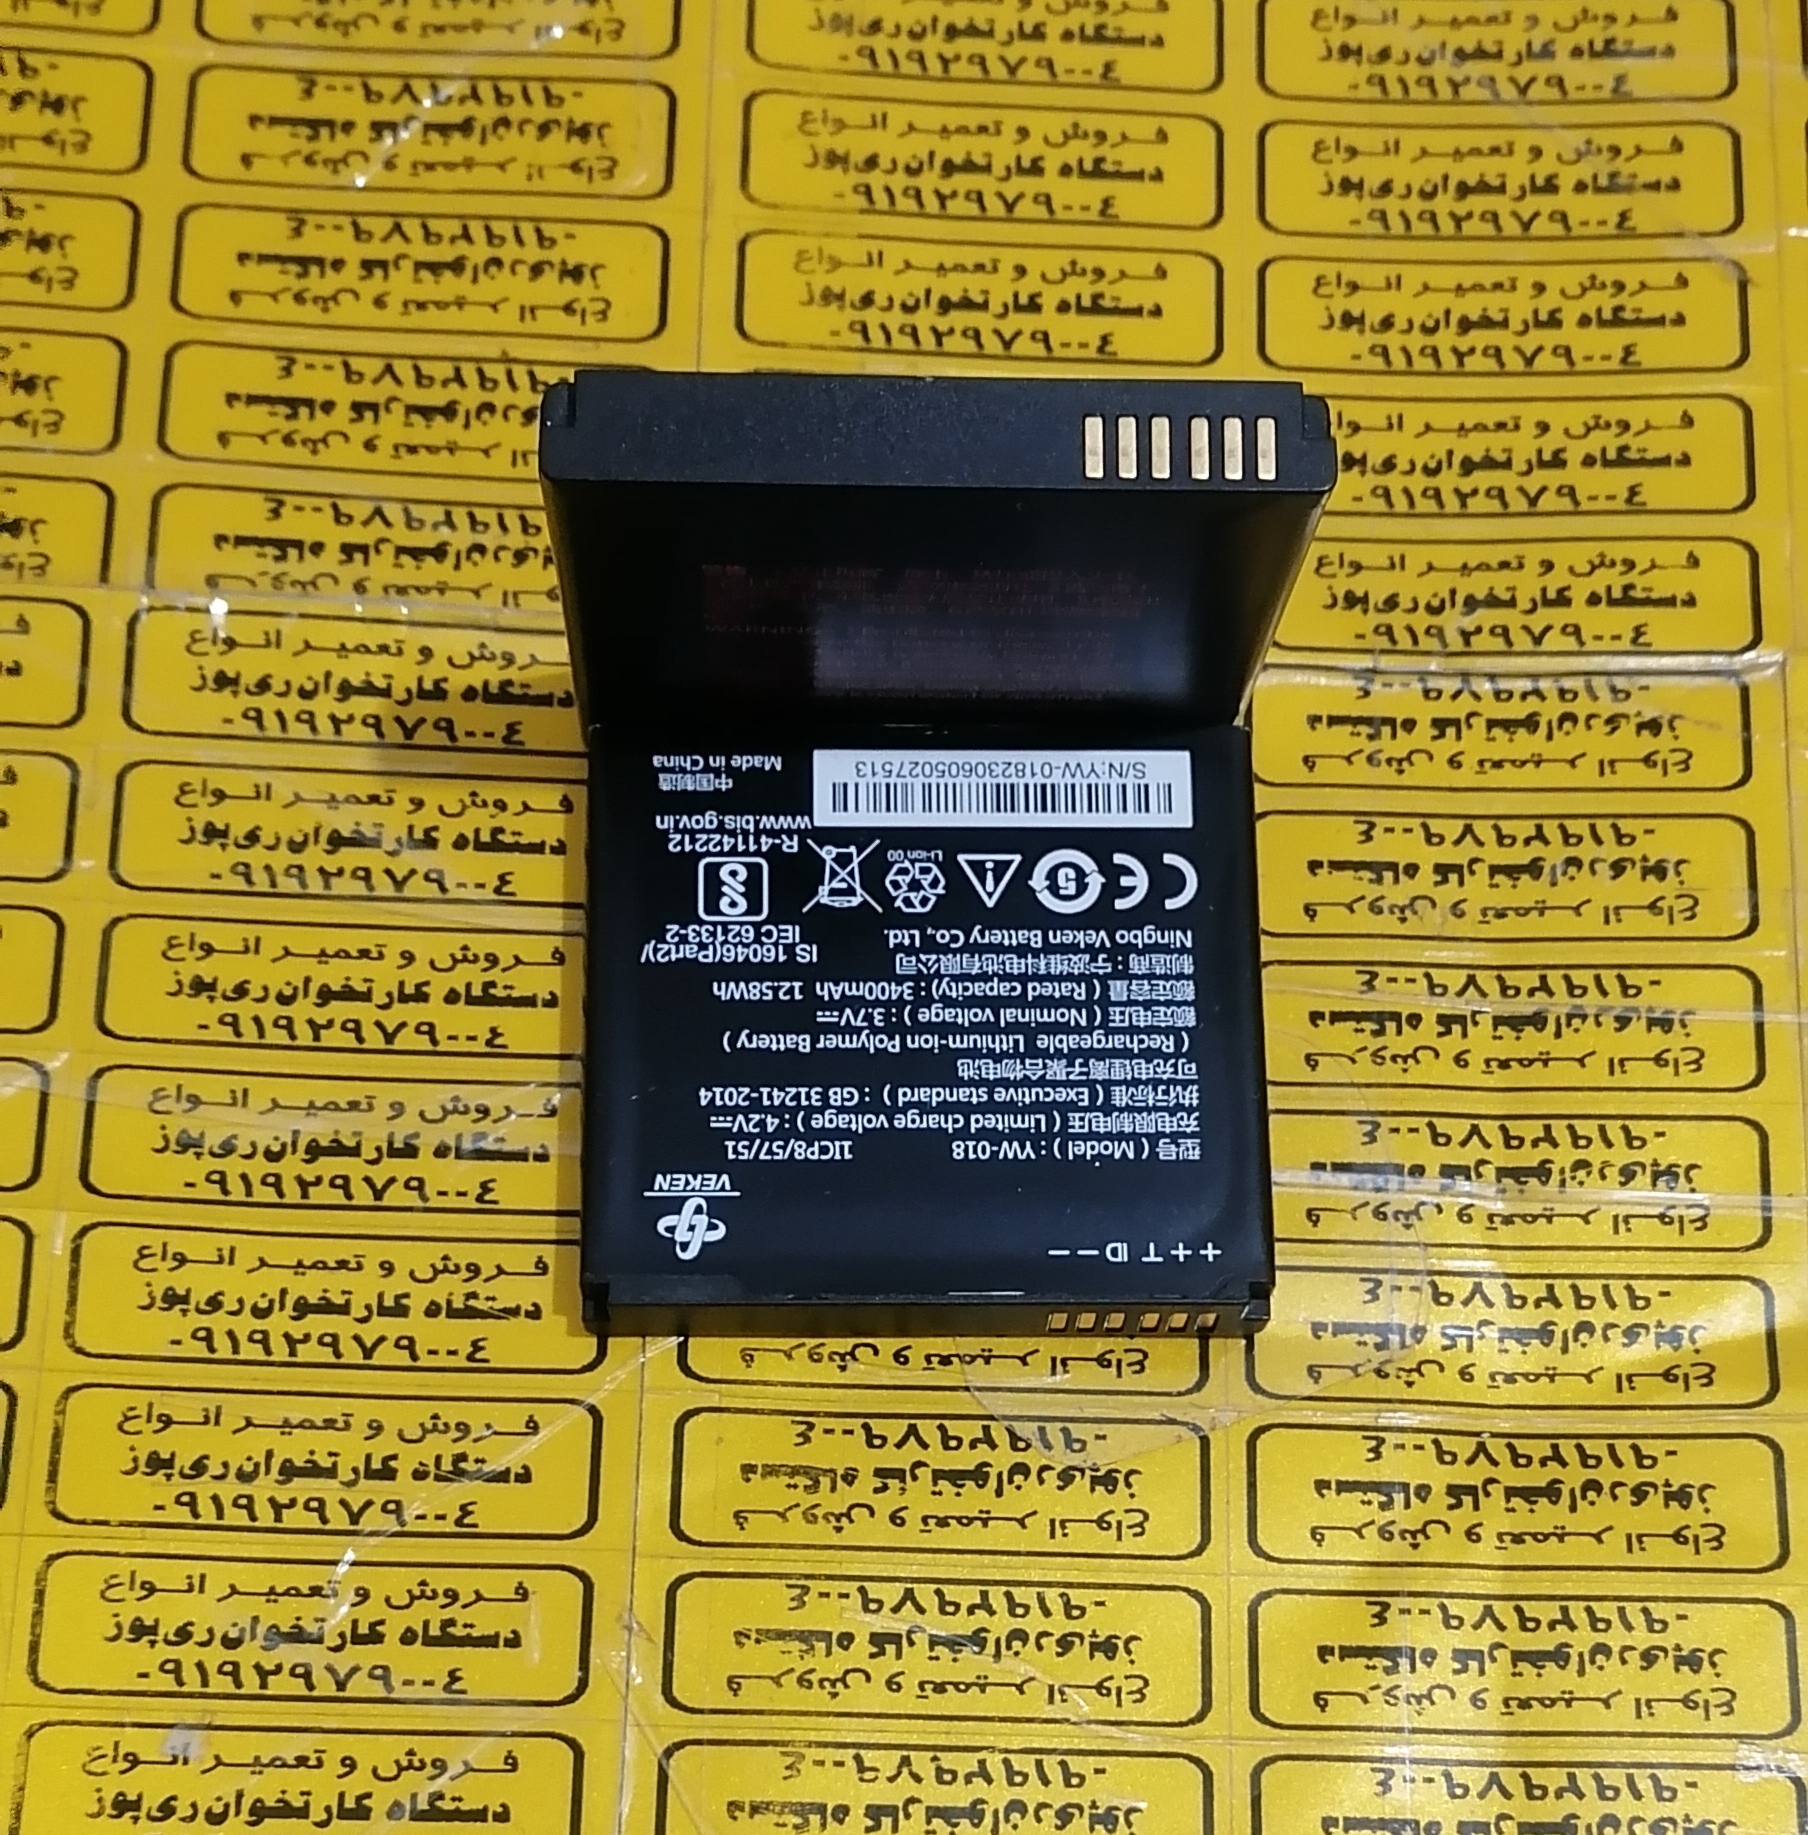 ++ T ID −−
VEKEN
型号 ( Model ) : YW-018 1ICP8/57/51
充电限制电压 ( Limited charge voltage ) : 4.2V⎓
执行标准 ( Executive standard ) : GB 31241-2014
可充电锂离子聚合物电池
( Rechargeable Lithium-ion Polymer Battery )
额定电压 ( Nominal voltage ) : 3.7V⎓
额定容量 ( Rated capacity) : 3400mAh 12.58Wh
制造商 : 宁波维科电池有限公司
Ningbo Veken Battery Co., Ltd.
IS 16046(Part2)/
IEC 62133-2
CE
5
Li-ion 00
R-41142212
www.bis.gov.in
S/N:YW-018230605027513
中国制造
Made in China
فروش و تعمیر انواع
دستگاه کارتخوان ری‌پوز
۰۹۱۹۲۹۷۹۰۰٤